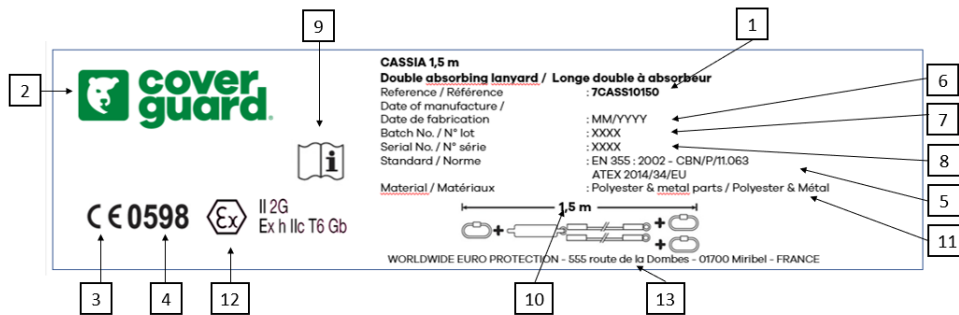 9
1
2
6
7
8
5
11
3
4
12
10
13
cover
guard
CASSIA 1,5 m
Double absorbing lanyard / Longe double à absorbeur
Reference / Référence : 7CASS10150
Date of manufacture /
Date de fabrication : MM/YYYY
Batch No. / N° lot : XXXX
Serial No. / N° série : XXXX
Standard / Norme : EN 355 : 2002 - CBN/P/11.063
ATEX 2014/34/EU
Material / Matériaux : Polyester & metal parts / Polyester & Métal
i
CE 0598
Ex
II 2G
Ex h IIc T6 Gb
1,5 m
+
+
+
WORLDWIDE EURO PROTECTION - 555 route de la Dombes - 01700 Miribel - FRANCE